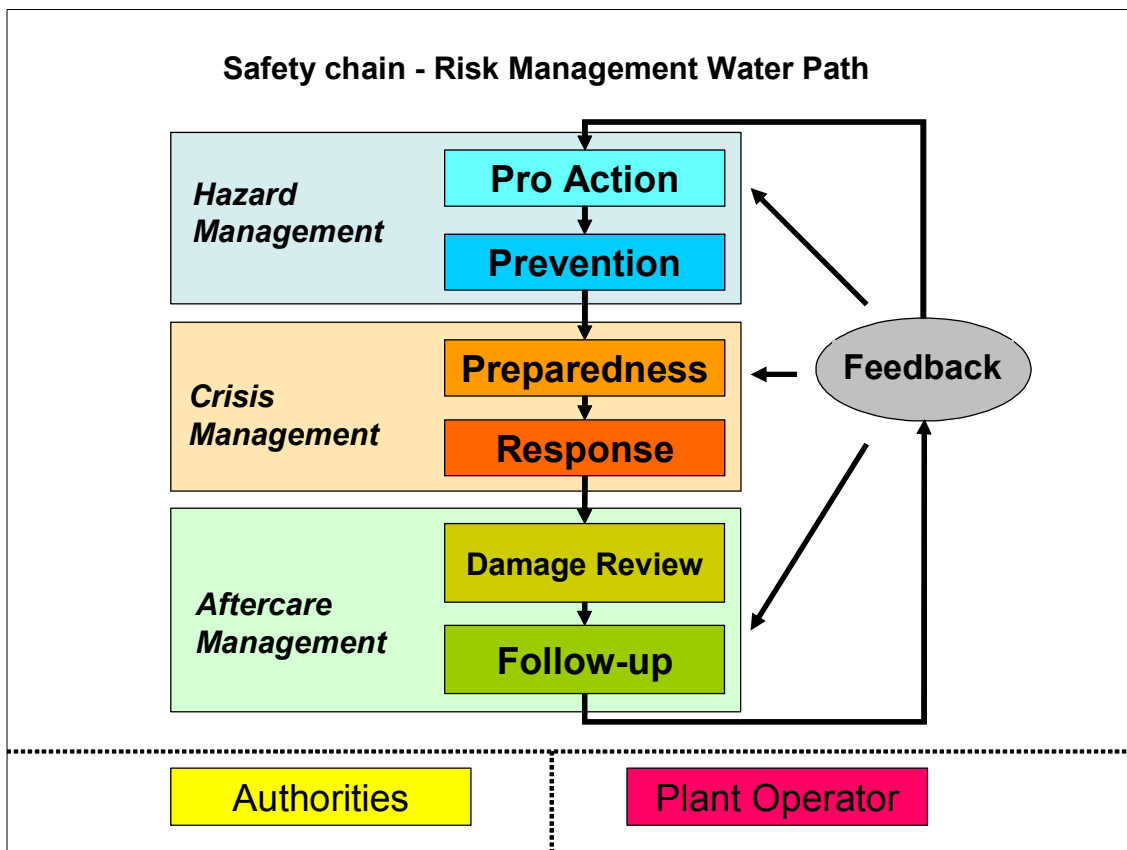 Safety chain - Risk Management Water Path
Hazard
Management
Pro Action
Prevention
Crisis
Management
Preparedness
Response
Feedback
Aftercare
Management
Damage Review
Follow-up
Authorities
Plant Operator